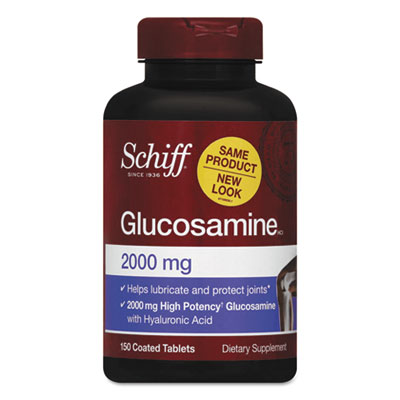 Schiff
SINCE 1936
SAME
PRODUCT
NEW
LOOK
Glucosamine HCl
2000 mg
✓ Helps lubricate and protect joints*
✓ 2000 mg High Potency† Glucosamine
with Hyaluronic Acid
150 Coated Tablets
Dietary Supplement